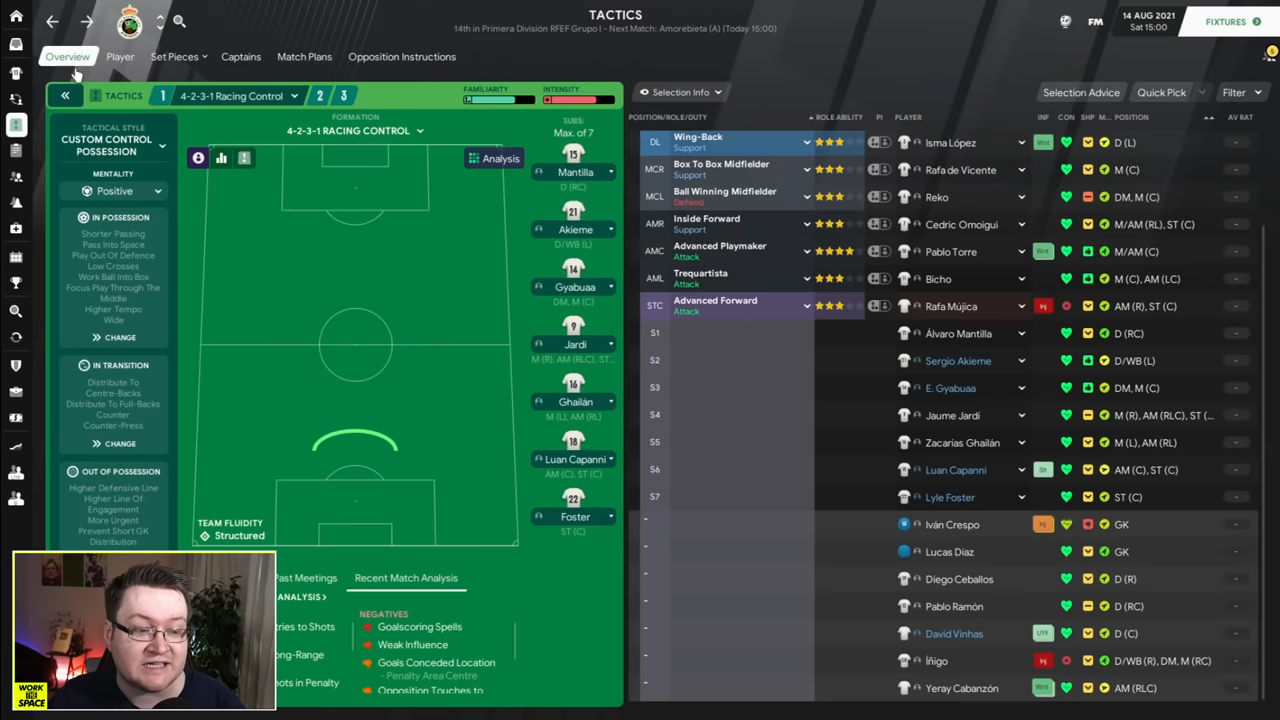 TACTICS
14th in Primera División RFEF Grupo I - Next Match: Amorebieta (A) (Today 15:00)
FM
14 AUG 2021
Sat 15:00
FIXTURES
Overview
Player
Set Pieces
Captains
Match Plans
Opposition Instructions
TACTICS
1
4-2-3-1 Racing Control
2
3
FAMILIARITY
INTENSITY
TACTICAL STYLE
CUSTOM CONTROL
POSSESSION
MENTALITY
Positive
IN POSSESSION
Shorter Passing
Pass Into Space
Play Out Of Defence
Low Crosses
Work Ball Into Box
Focus Play Through The
Middle
Higher Tempo
Wide
CHANGE
IN TRANSITION
Distribute To
Centre-Backs
Distribute To Full-Backs
Counter
Counter-Press
CHANGE
OUT OF POSSESSION
Higher Defensive Line
Higher Line Of
Engagement
More Urgent
Prevent Short GK
Distribution
FORMATION
4-2-3-1 RACING CONTROL
Analysis
TEAM FLUIDITY
Structured
SUBS:
Max. of 7
15
Mantilla
D (RC)
21
Akieme
D/WB (L)
14
Gyabuaa
DM, M (C)
9
Jardi
M (R), AM (RLC), ST...
16
Ghailán
M (L), AM (RL)
18
Luan Capanni
AM (C), ST (C)
22
Foster
ST (C)
Past Meetings
Recent Match Analysis
ANALYSIS>
NEGATIVES
Goalscoring Spells
Weak Influence
Goals Conceded Location
- Penalty Area Centre
Opposition Touches to
tries to Shots
ong-Range
hots in Penalty
WORK
THE
SPACE
Selection Info
Selection Advice
Quick Pick
Filter
POSITION/ROLE/DUTY
ROLE ABILITY
PI
PLAYER
INF
CON
SHP
M...
POSITION
AV RAT
DL Wing-Back Support Isma López Wnt D (L) -
MCR Box To Box Midfielder Support Rafa de Vicente M (C) -
MCL Ball Winning Midfielder Defend Reko DM, M (C) -
AMR Inside Forward Support Cedric Omoigui M/AM (RL), ST (C) -
AMC Advanced Playmaker Attack Pablo Torre Wnt M/AM (C) -
AML Trequartista Attack Bicho M (C), AM (LC) -
STC Advanced Forward Attack Rafa Mújica Inj AM (R), ST (C) -
S1 Álvaro Mantilla D (RC) -
S2 Sergio Akieme D/WB (L) -
S3 E. Gyabuaa DM, M (C) -
S4 Jaume Jardí M (R), AM (RLC), ST (... -
S5 Zacarías Ghailán M (L), AM (RL) -
S6 Luan Capanni Slt AM (C), ST (C) -
S7 Lyle Foster ST (C) -
- Iván Crespo Inj GK -
- Lucas Díaz GK -
- Diego Ceballos D (R) -
- Pablo Ramón D (RC) -
- David Vinhas U19 D (C) -
- Íñigo Inj D/WB (R), DM, M (RC) -
- Yeray Cabanzón Wnt AM (RLC) -